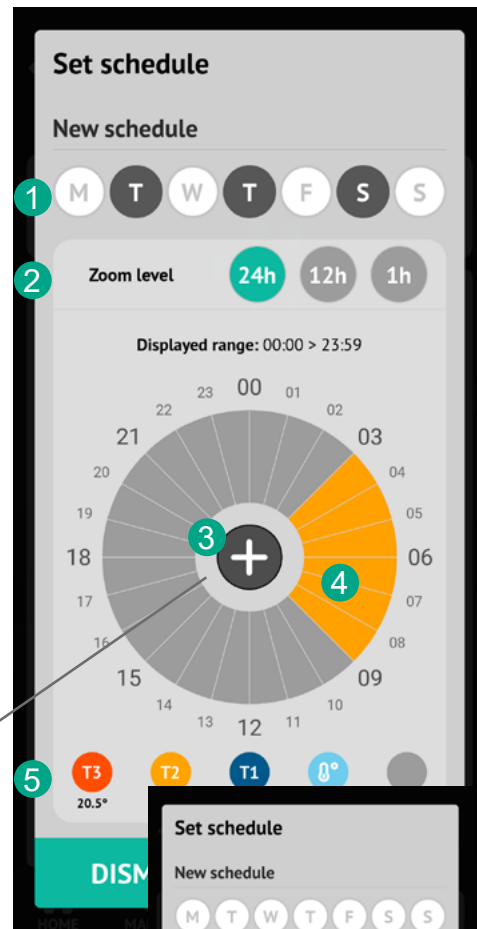 Set schedule
New schedule
1 M T W T F S S
2 Zoom level 24h 12h 1h
Displayed range: 00:00 > 23:59
00
23 01
22 02
21 03
20 04
19 05
3
18 06
4
17 07
16 08
15 09
14 10
13 11
12
5 T3 T2 T1
20.5°
DISM
HOME
Set schedule
New schedule
M T W T F S S